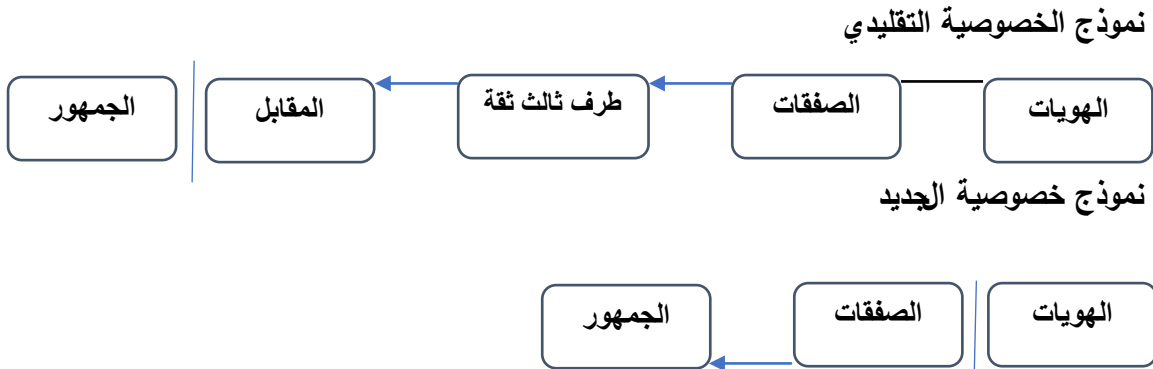 نموذج الخصوصية التقليدي
الهويات الصفقات طرف ثالث ثقة المقابل الجمهور
نموذج خصوصية الجديد
الهويات الصفقات الجمهور